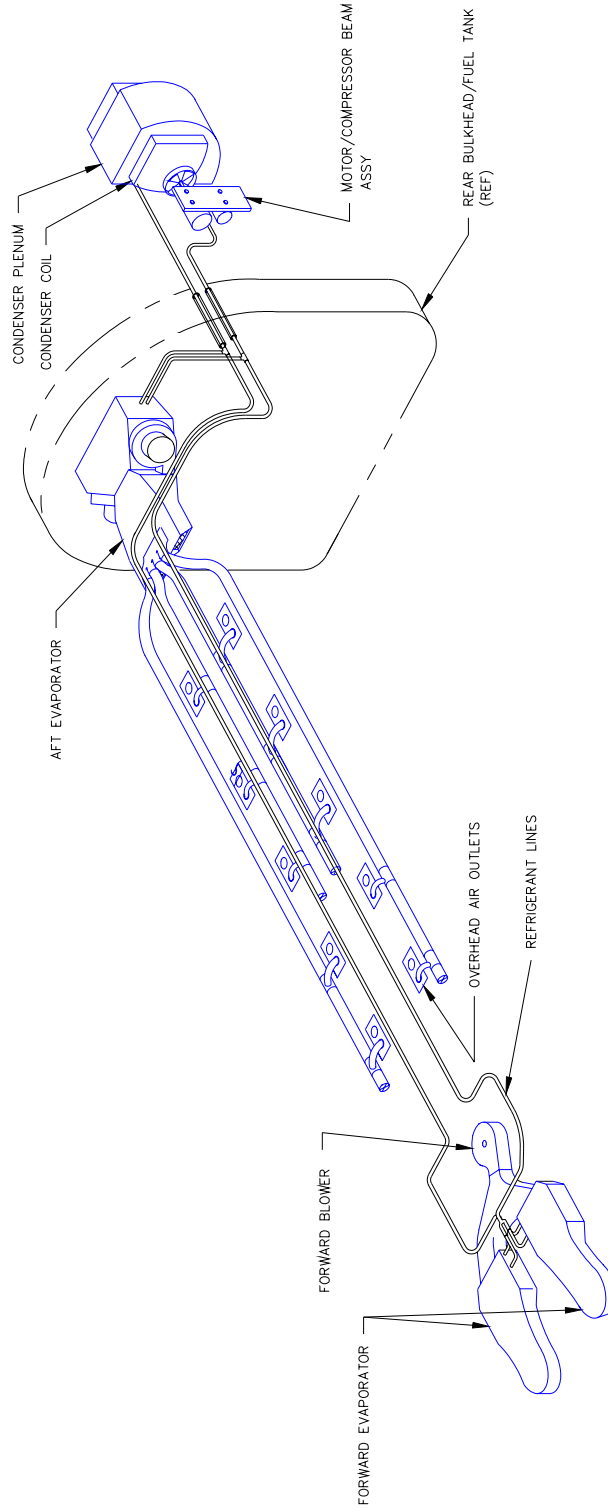 CONDENSER PLENUM
CONDENSER COIL
MOTOR/COMPRESSOR BEAM
ASSY
REAR BULKHEAD/FUEL TANK
(REF)
AFT EVAPORATOR
OVERHEAD AIR OUTLETS
REFRIGERANT LINES
FORWARD BLOWER
FORWARD EVAPORATOR